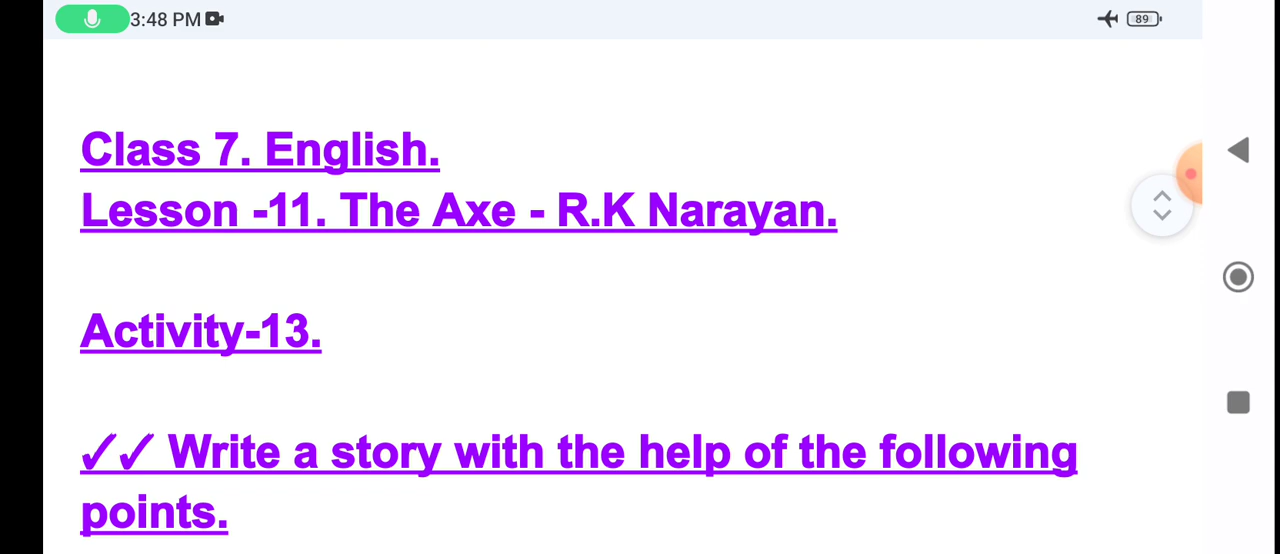 3:48 PM
89
Class 7. English.
Lesson -11. The Axe - R.K Narayan.
Activity-13.
✓✓ Write a story with the help of the following
points.